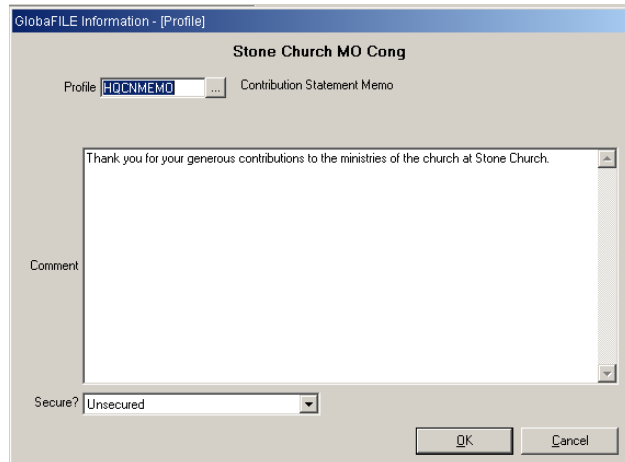 GlobaFILE Information - [Profile]
Stone Church MO Cong
Profile HQCNMEMO ... Contribution Statement Memo
Thank you for your generous contributions to the ministries of the church at Stone Church.
Comment
Secure? Unsecured
OK Cancel